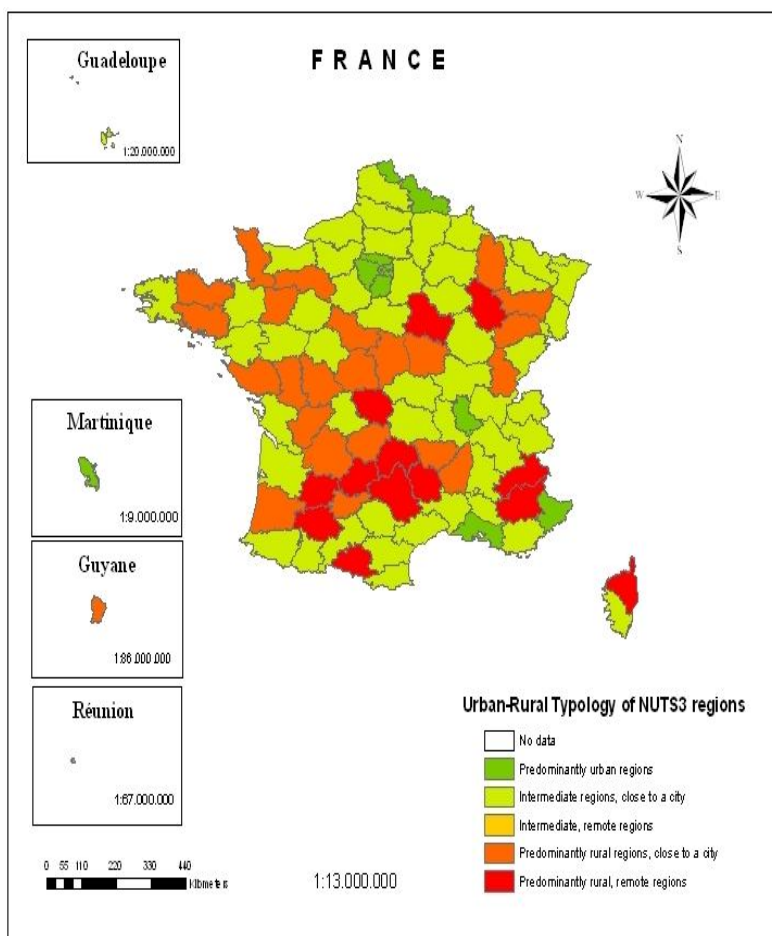 F R A N C E
Guadeloupe
1:20.000.000
N
W
E
S
Martinique
1:9.000.000
Guyane
1:86.000.000
Réunion
1:67.000.000
Urban-Rural Typology of NUTS3 regions
No data
Predominantly urban regions
Intermediate regions, close to a city
Intermediate, remote regions
Predominantly rural regions, close to a city
Predominantly rural, remote regions
0 55 110 220 330 440
Kilometers
1:13.000.000